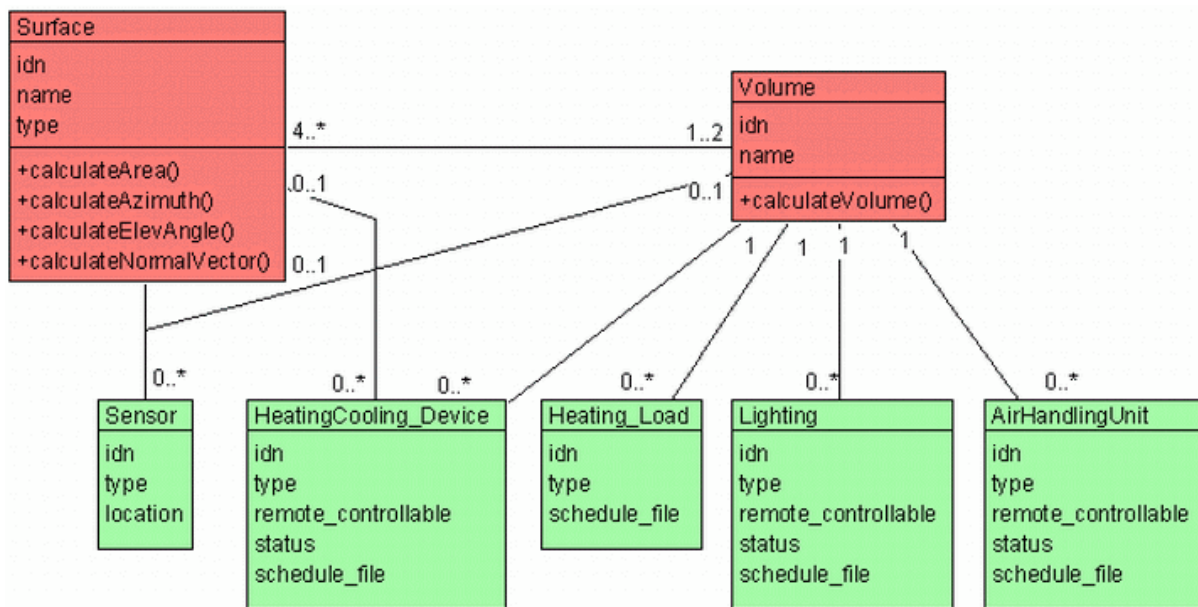 Surface
idn
name
type
+calculateArea()
+calculateAzimuth()
+calculateElevAngle()
+calculateNormalVector()
4..*
1..2
Volume
idn
name
+calculateVolume()
.0..1
0..1
0..1
1
1
1
1
0..*
0..*
0..*
0..*
0..*
0..*
Sensor
idn
type
location
HeatingCooling_Device
idn
type
remote_controllable
status
schedule_file
Heating_Load
idn
type
schedule_file
Lighting
idn
type
remote_controllable
status
schedule_file
AirHandlingUnit
idn
type
remote_controllable
status
schedule_file